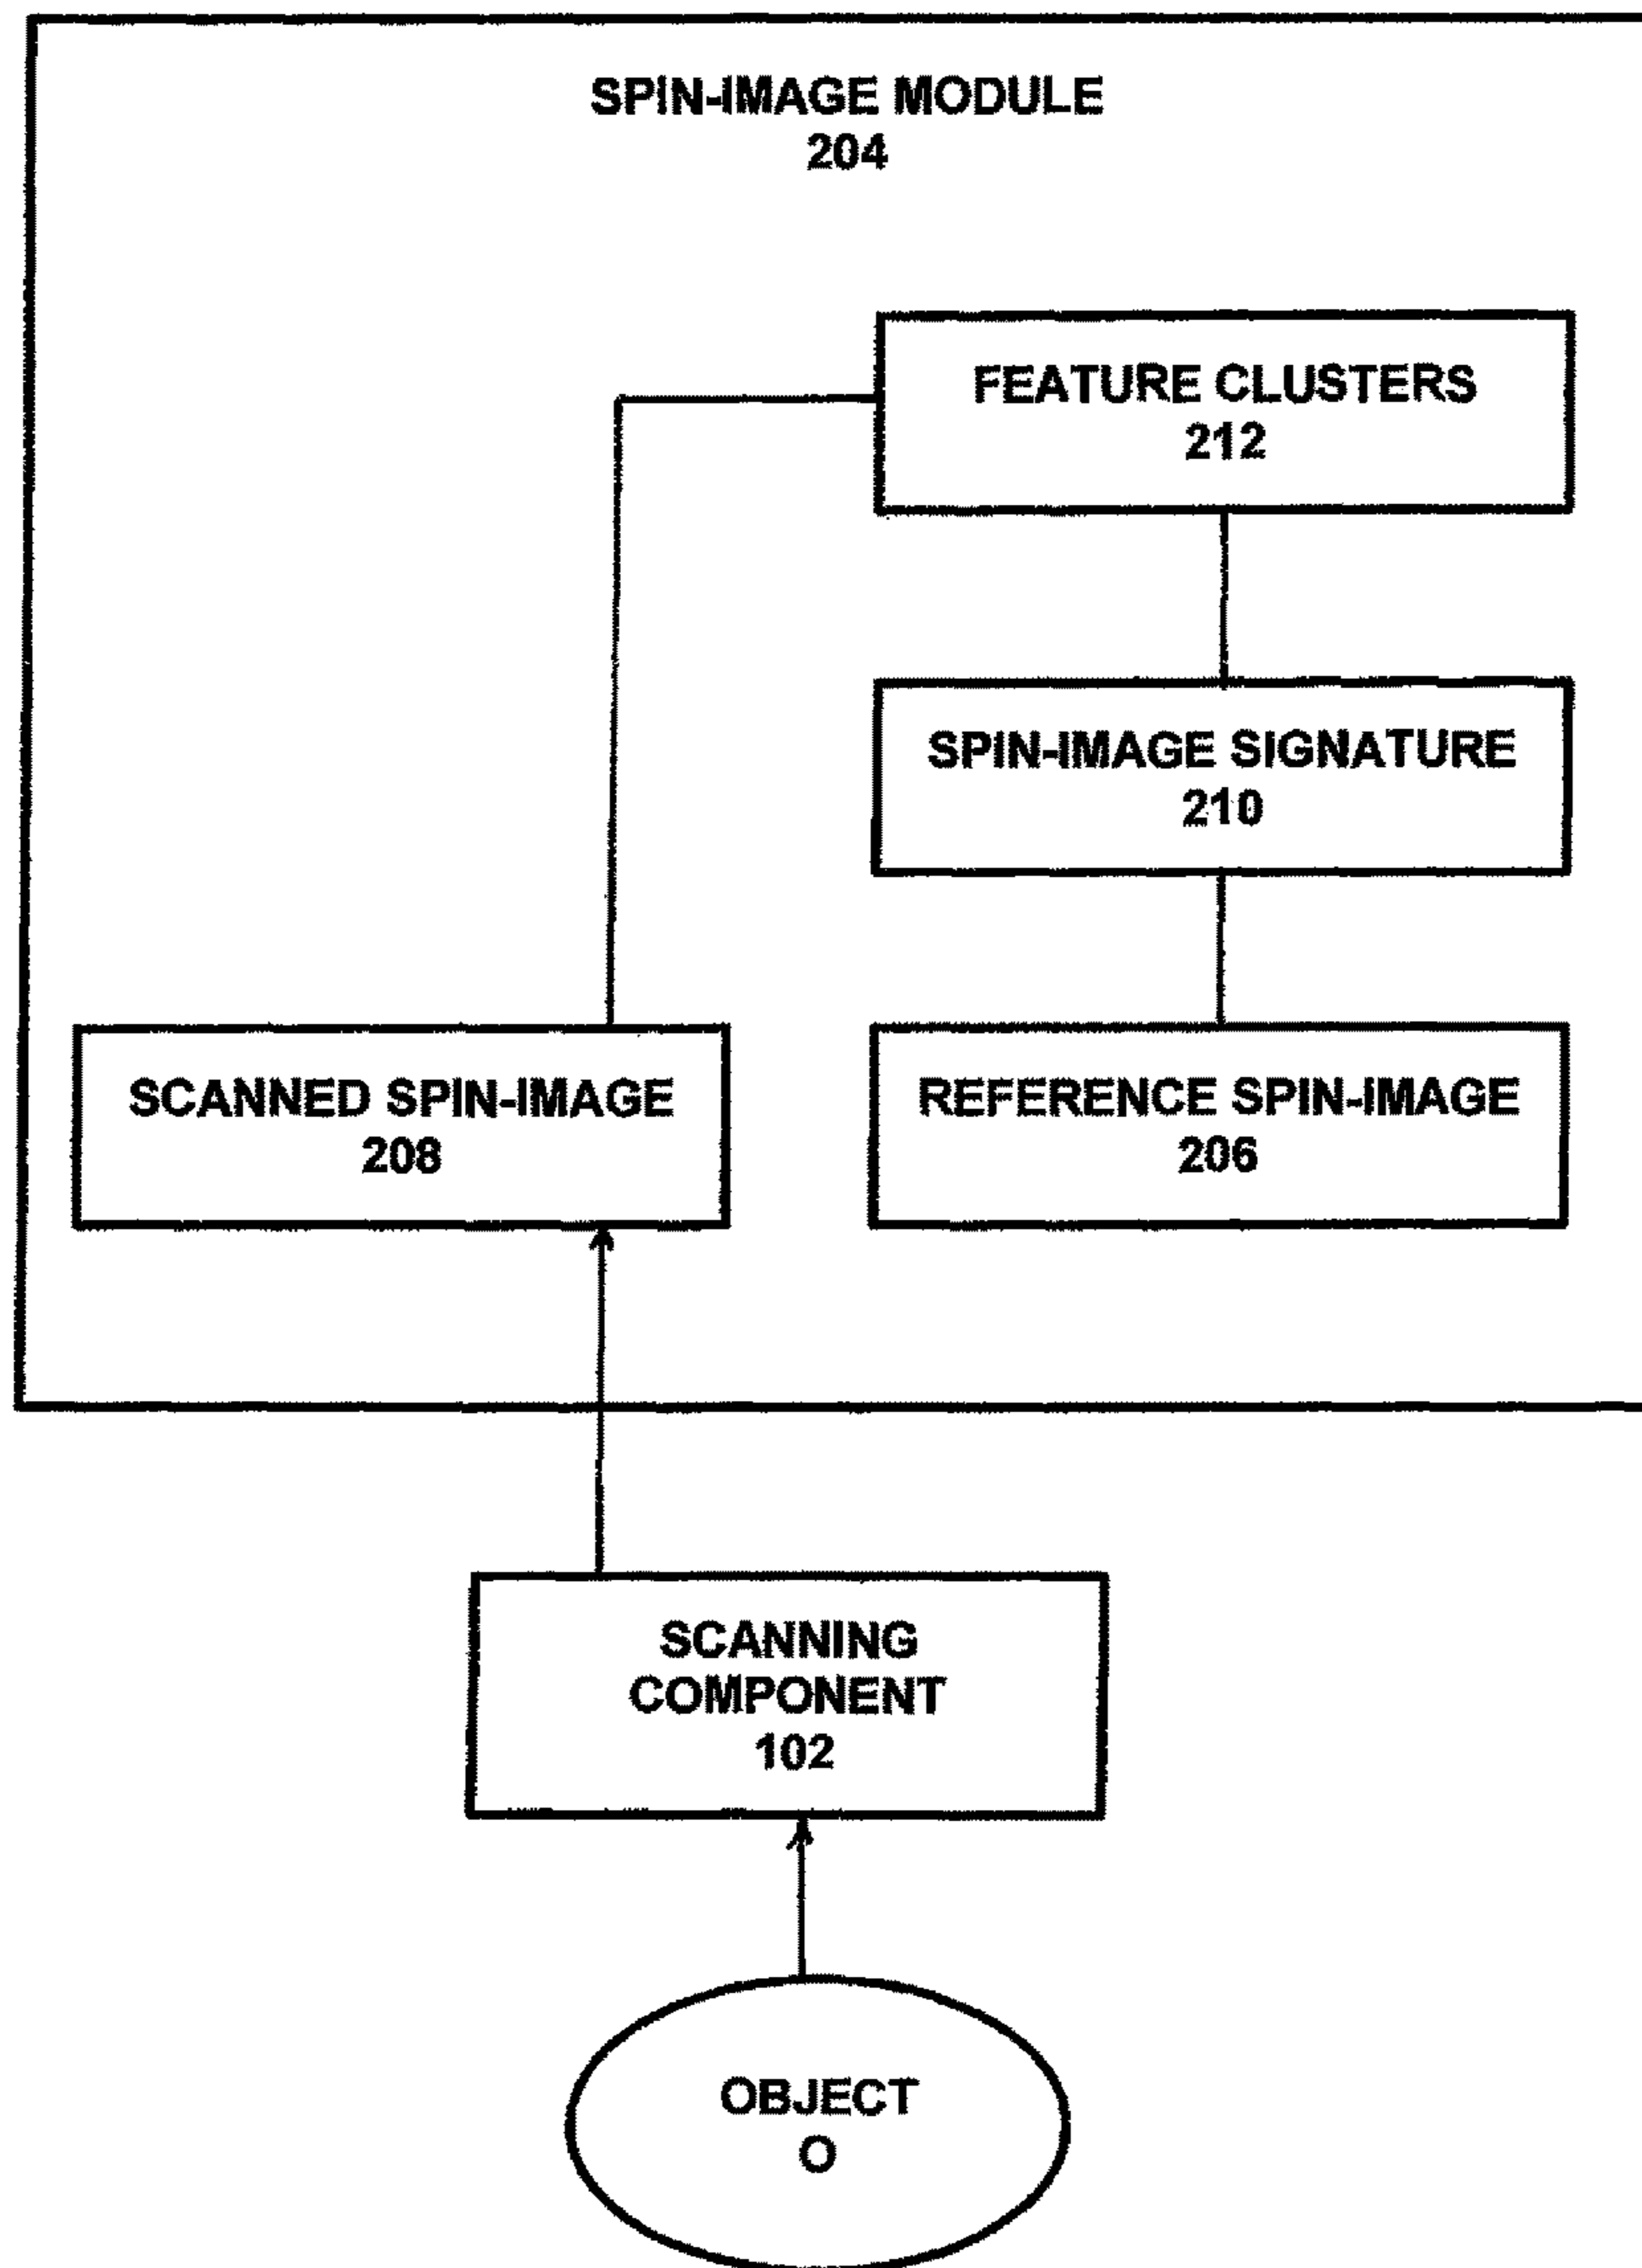 SPIN-IMAGE MODULE
204
FEATURE CLUSTERS
212
SPIN-IMAGE SIGNATURE
210
SCANNED SPIN-IMAGE
208
REFERENCE SPIN-IMAGE
206
SCANNING
COMPONENT
102
OBJECT
O